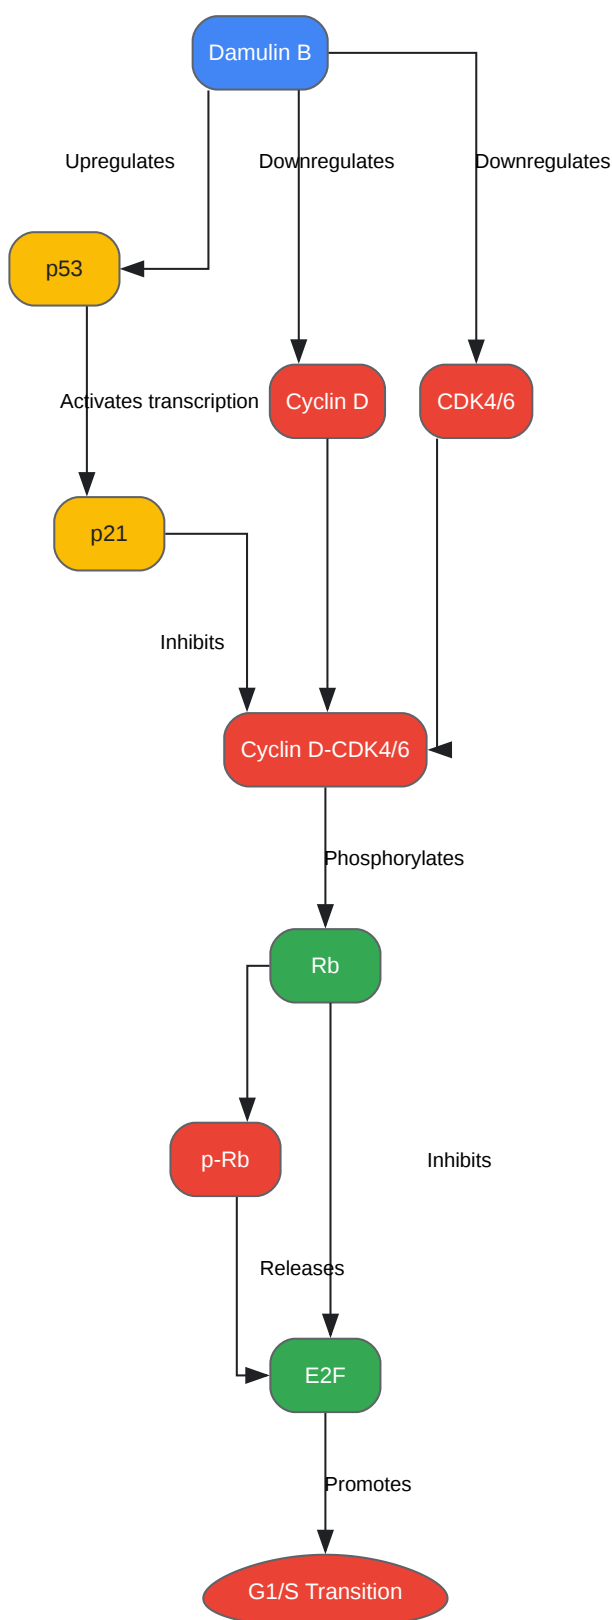 Damulin B
Upregulates
Downregulates
Downregulates
p53
Activates transcription
Cyclin D
CDK4/6
p21
Inhibits
Cyclin D-CDK4/6
Phosphorylates
Rb
p-Rb
Inhibits
Releases
E2F
Promotes
G1/S Transition